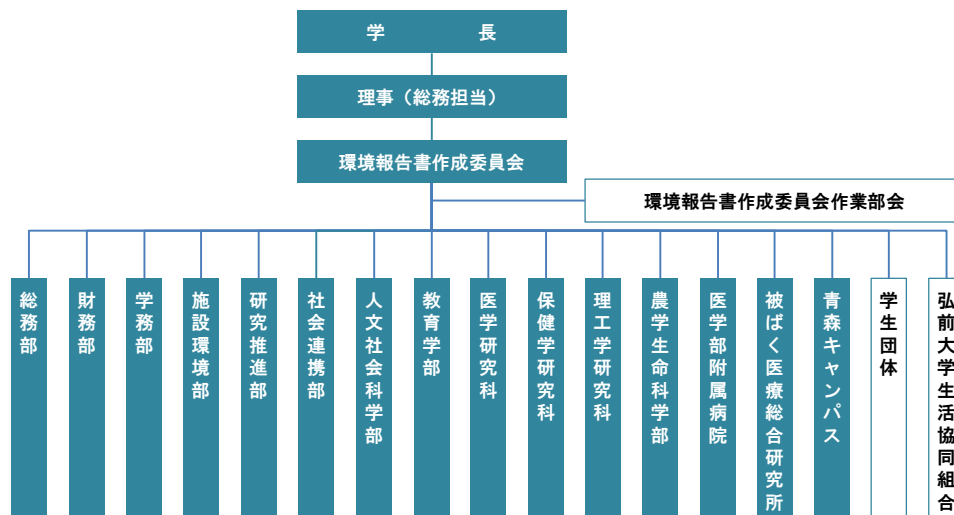 学　　　　長
理事（総務担当）
環境報告書作成委員会
環境報告書作成委員会作業部会
総務部
財務部
学務部
施設環境部
研究推進部
社会連携部
人文社会科学部
教育学部
医学研究科
保健学研究科
理工学研究科
農学生命科学部
医学部附属病院
被ばく医療総合研究所
青森キャンパス
学生団体
弘前大学生活協同組合